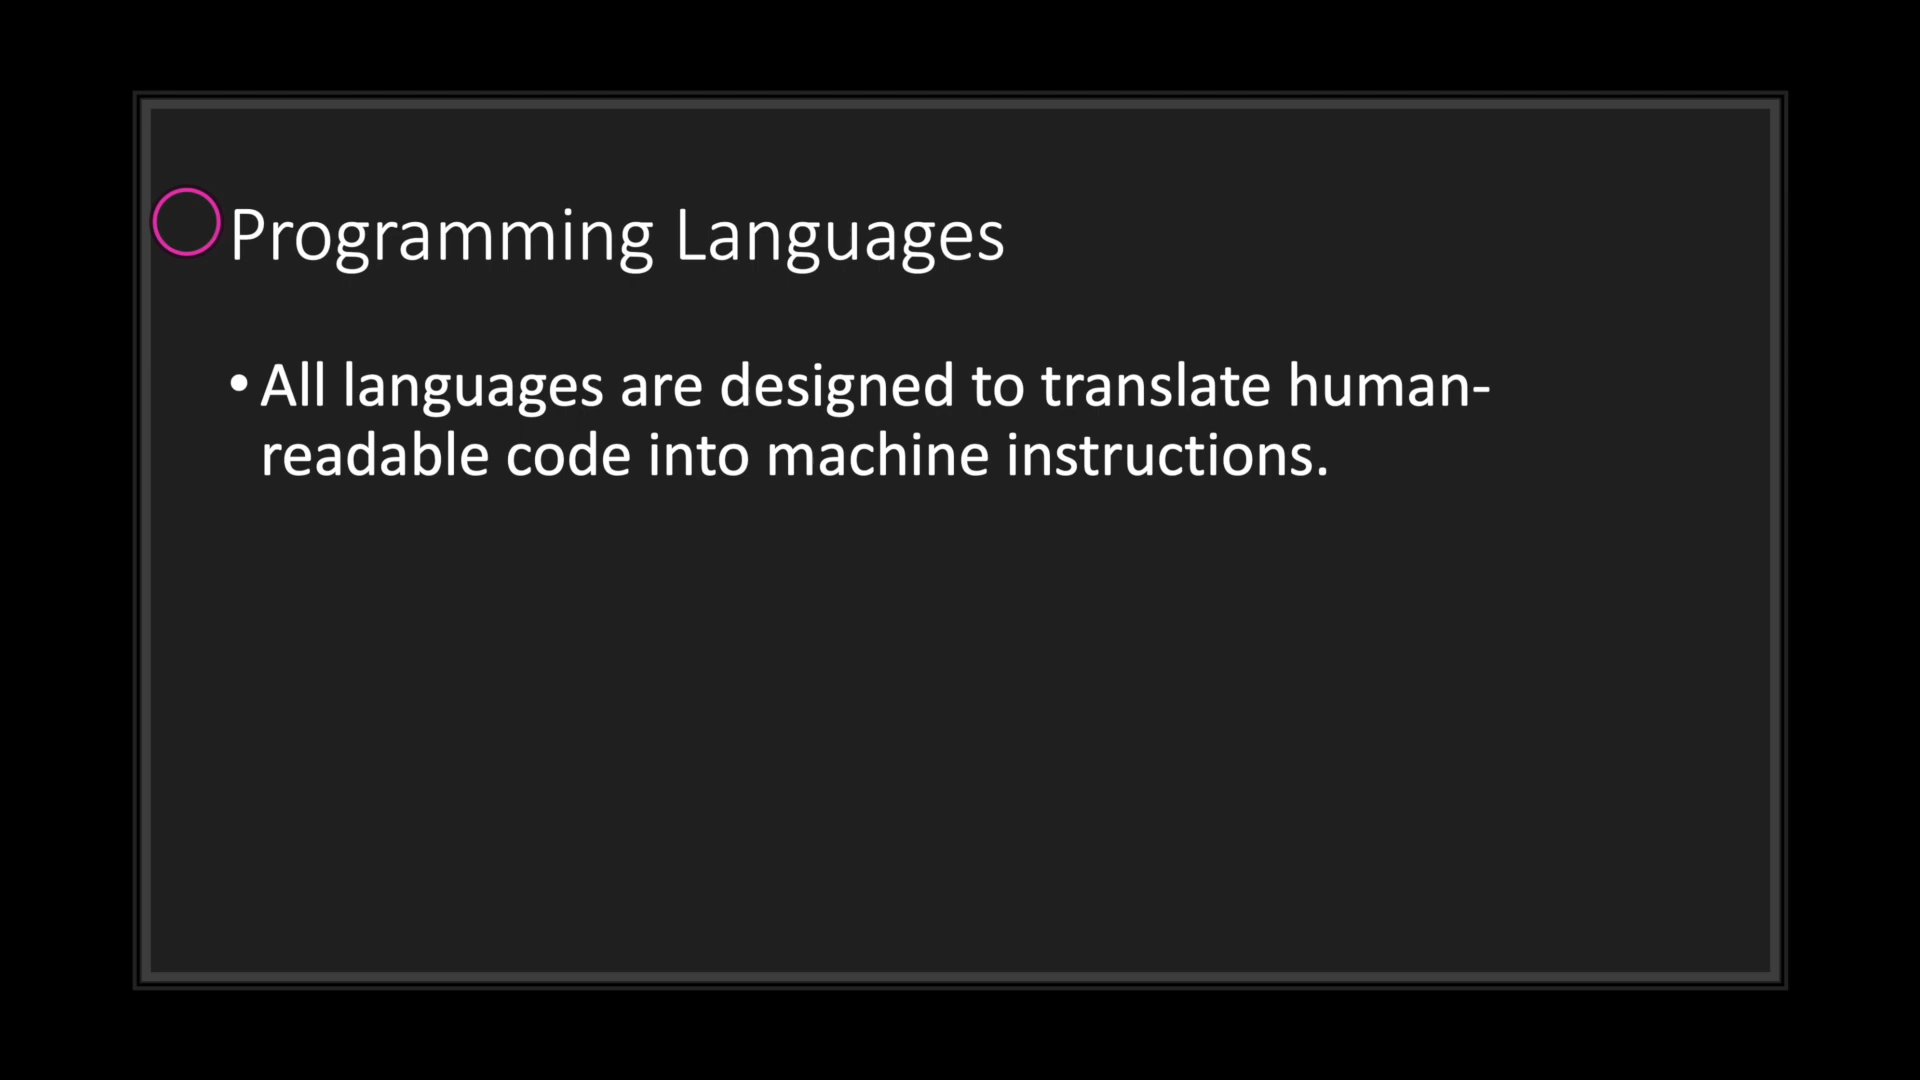 Programming Languages
• All languages are designed to translate human-
readable code into machine instructions.